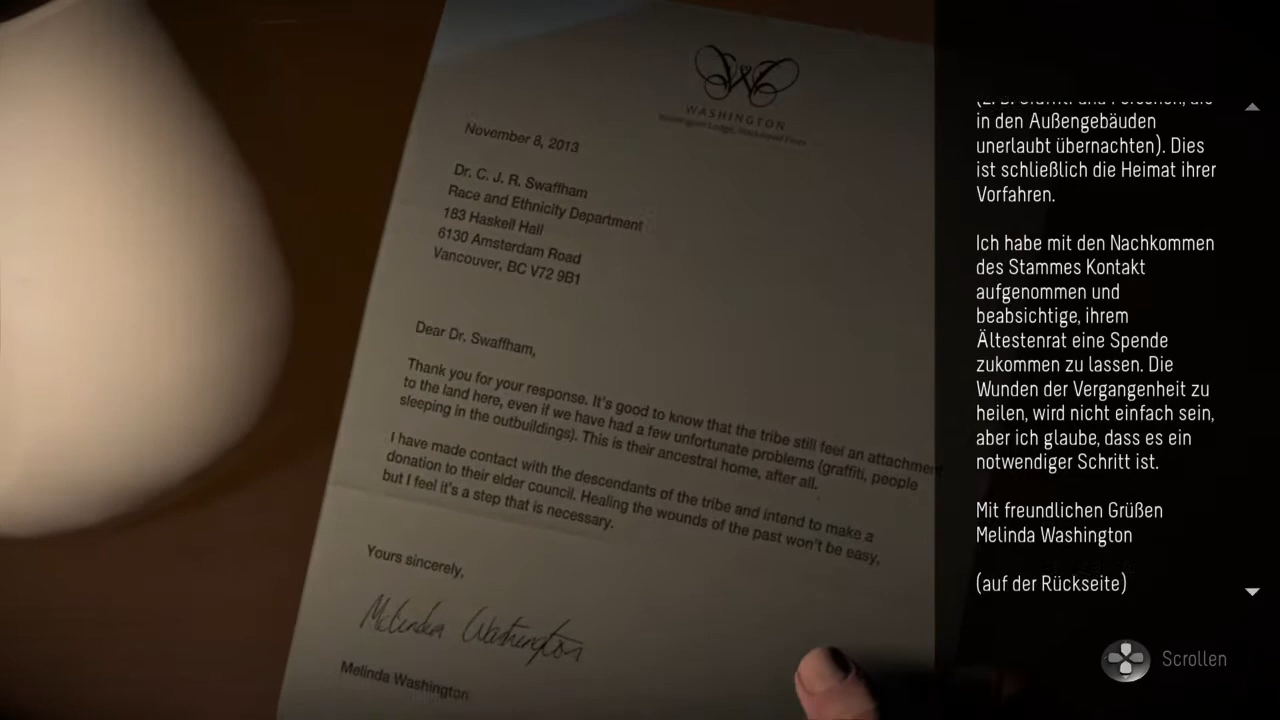 WASHINGTON
November 8, 2013
Dr. C. J. R. Swaffham
Race and Ethnicity Department
183 Haskell Hall
6130 Amsterdam Road
Vancouver, BC V72 9B1
Dear Dr. Swaffham,
Thank you for your response. It's good to know that the tribe still feel an attachment
to the land here, even if we have had a few unfortunate problems (graffiti, people
sleeping in the outbuildings). This is their ancestral home, after all.
I have made contact with the descendants of the tribe and intend to make a
donation to their elder council. Healing the wounds of the past won't be easy,
but I feel it's a step that is necessary.
Yours sincerely,
Melinda Washington
Melinda Washington
in den Außengebäuden
unerlaubt übernachten). Dies
ist schließlich die Heimat ihrer
Vorfahren.
Ich habe mit den Nachkommen
des Stammes Kontakt
aufgenommen und
beabsichtige, ihrem
Ältestenrat eine Spende
zukommen zu lassen. Die
Wunden der Vergangenheit zu
heilen, wird nicht einfach sein,
aber ich glaube, dass es ein
notwendiger Schritt ist.
Mit freundlichen Grüßen
Melinda Washington
(auf der Rückseite)
Scrollen